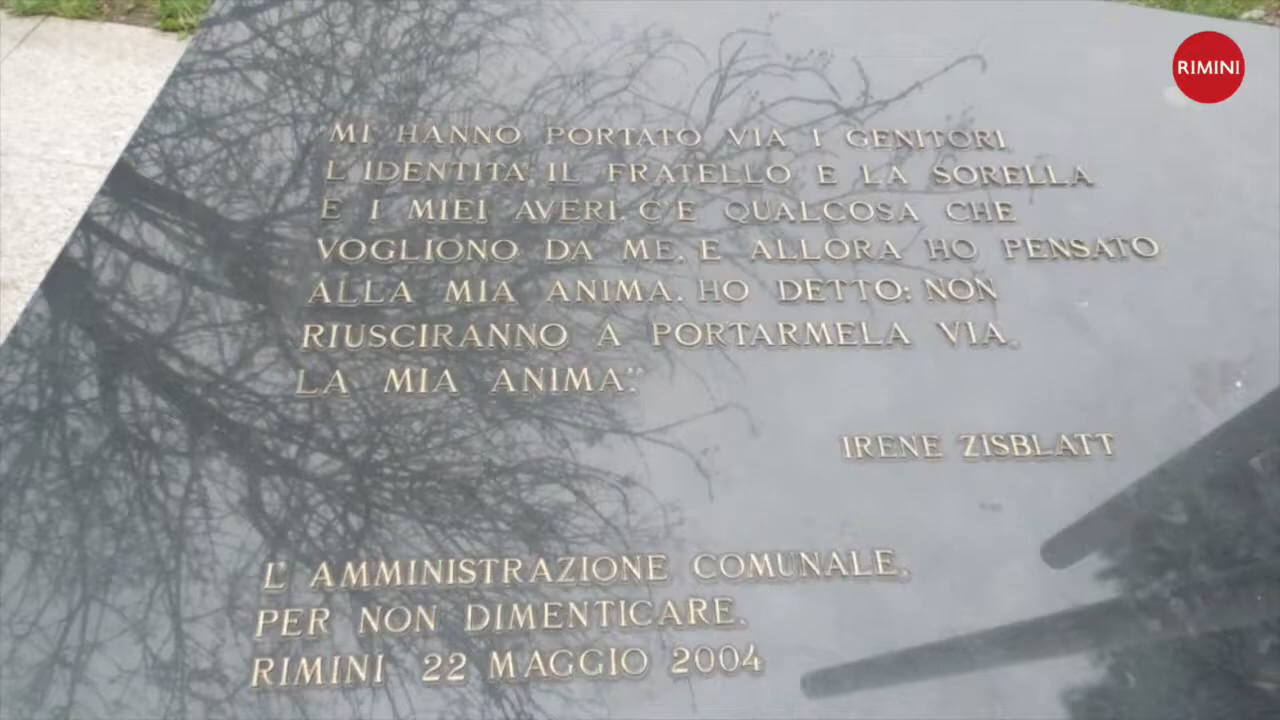 RIMINI
MI HANNO PORTATO VIA I GENITORI,
L'IDENTITA', IL FRATELLO E LA SORELLA
E I MIEI AVERI. C'E' QUALCOSA CHE
VOGLIONO DA ME. E ALLORA HO PENSATO
ALLA MIA ANIMA. HO DETTO: NON
RIUSCIRANNO A PORTARMELA VIA,
LA MIA ANIMA."
IRENE ZISBLATT
L'AMMINISTRAZIONE COMUNALE,
PER NON DIMENTICARE.
RIMINI 22 MAGGIO 2004